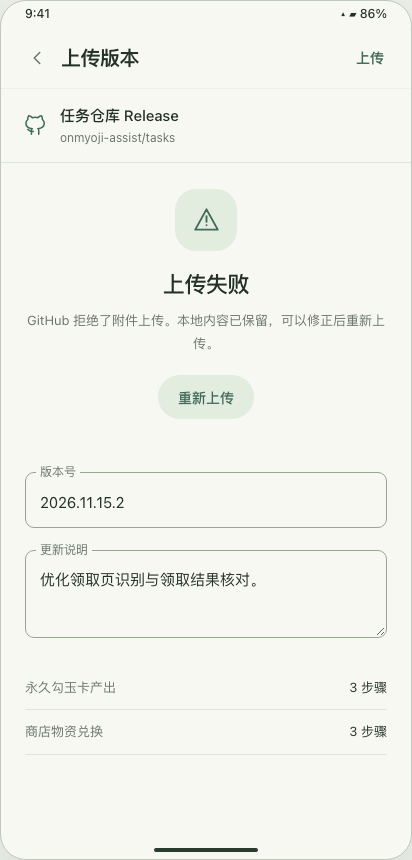 9:41
86%
上传版本
上传
任务仓库 Release
onmyoji-assist/tasks
上传失败
GitHub 拒绝了附件上传。本地内容已保留，可以修正后重新上
传。
重新上传
版本号
2026.11.15.2
更新说明
优化领取页识别与领取结果核对。
永久勾玉卡产出
3 步骤
商店物资兑换
3 步骤